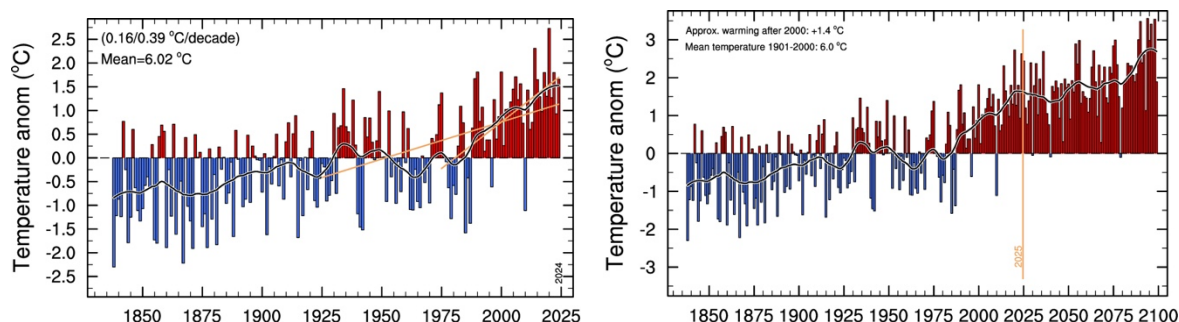 (0.16/0.39 °C/decade)
Mean=6.02 °C
Temperature anom (°C)
2.5
2.0
1.5
1.0
0.5
0.0
-0.5
-1.0
-1.5
-2.0
-2.5
2024
1850 1875 1900 1925 1950 1975 2000 2025
Approx. warming after 2000: +1.4 °C
Mean temperature 1901-2000: 6.0 °C
Temperature anom (°C)
3
2
1
0
-1
-2
-3
2025
1850 1875 1900 1925 1950 1975 2000 2025 2050 2075 2100